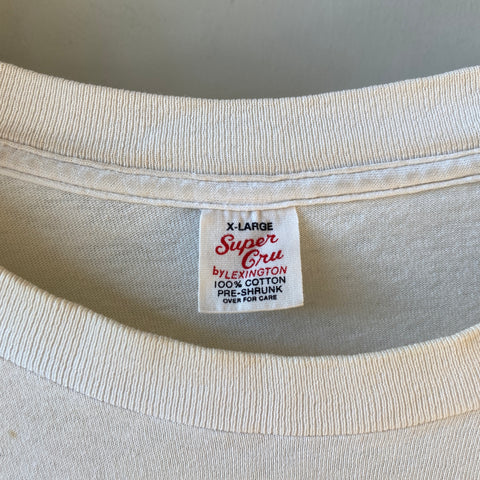 X-LARGE
Super
Cru
by LEXINGTON
100% COTTON
PRE-SHRUNK
OVER FOR CARE